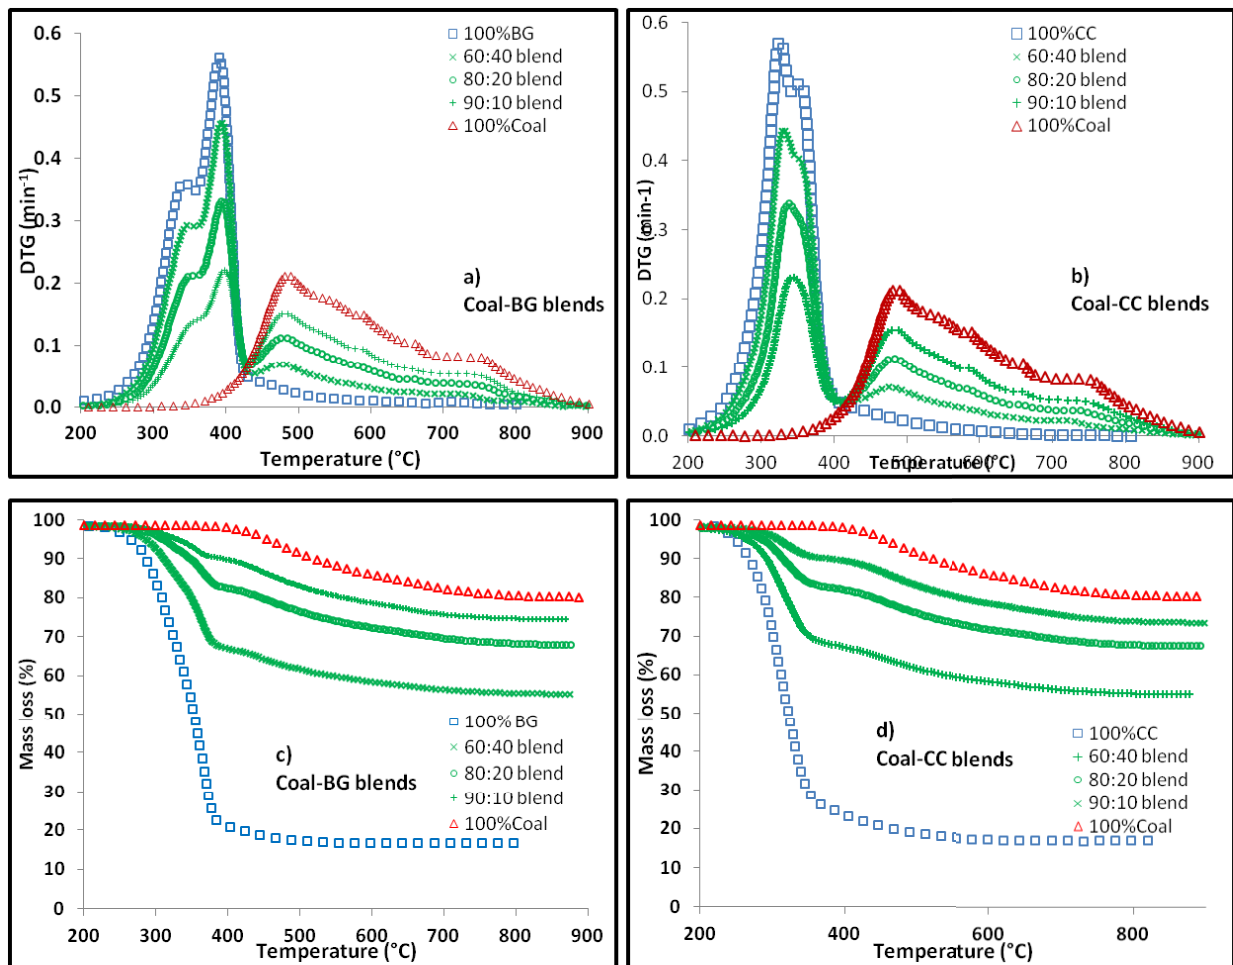 0.6
0.5
0.4
0.3
0.2
0.1
0.0
DTG (min⁻¹)
100%BG
60:40 blend
80:20 blend
90:10 blend
100%Coal
a)
Coal-BG blends
200 300 400 500 600 700 800 900
Temperature (°C)
0.6
0.5
0.4
0.3
0.2
0.1
0.0
DTG (min-1)
100%CC
60:40 blend
80:20 blend
90:10 blend
100%Coal
b)
Coal-CC blends
200 300 400 500 600 700 800 900
Temperature (°C)
100
90
80
70
60
50
40
30
20
10
0
Mass loss (%)
100% BG
60:40 blend
80:20 blend
90:10 blend
100%Coal
c)
Coal-BG blends
200 300 400 500 600 700 800 900
Temperature (°C)
100
90
80
70
60
50
40
30
20
10
0
Mass loss (%)
100%CC
60:40 blend
80:20 blend
90:10 blend
100%Coal
d)
Coal-CC blends
200 400 600 800
Temperature (°C)